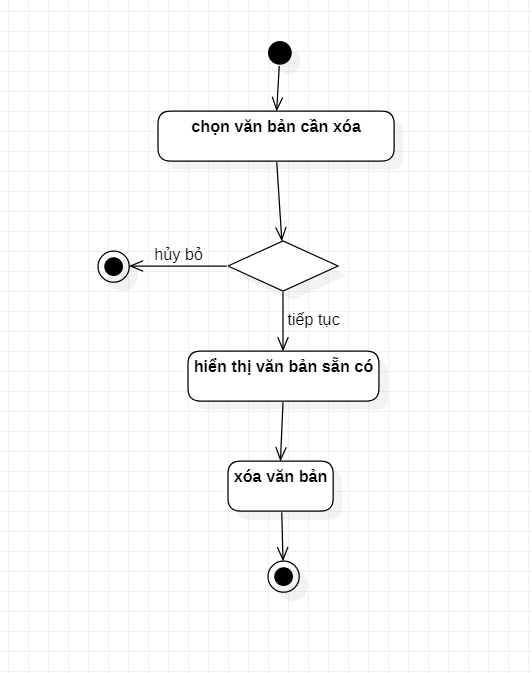 chọn văn bản cần xóa
hủy bỏ
tiếp tục
hiển thị văn bản sẵn có
xóa văn bản